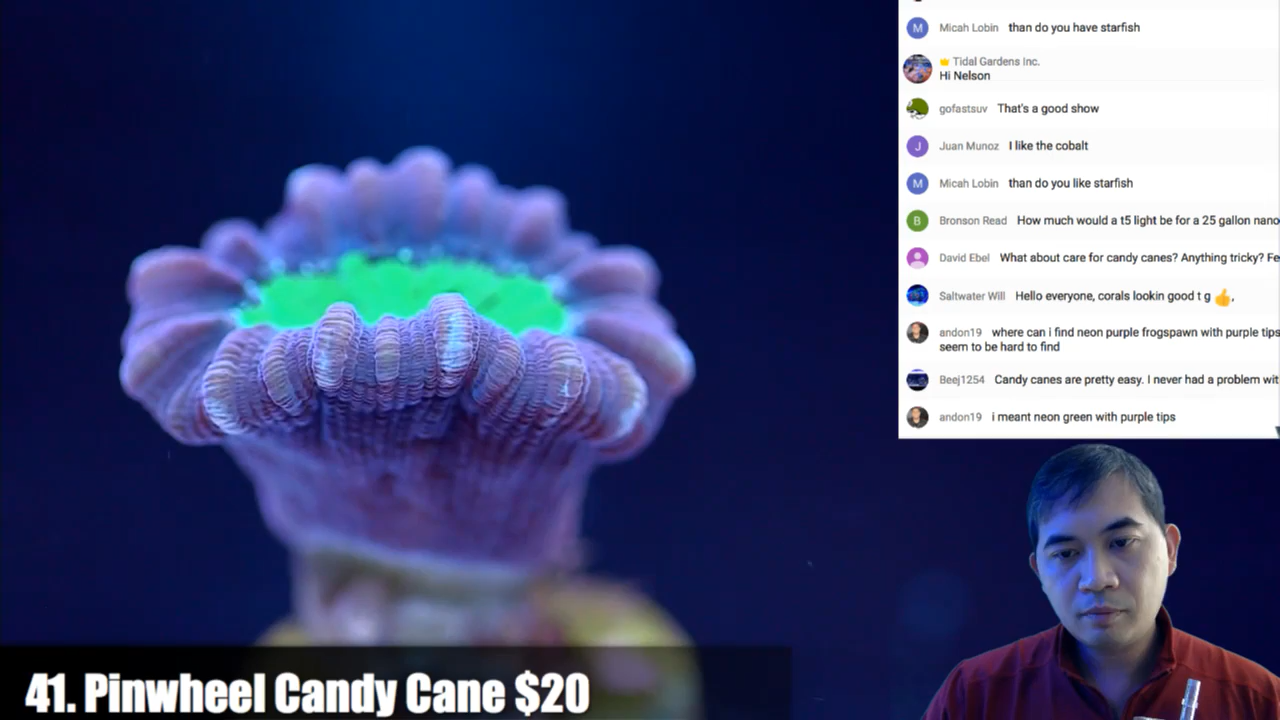 Micah Lobin than do you have starfish
Tidal Gardens Inc.
Hi Nelson
gofastsuv That's a good show
Juan Munoz I like the cobalt
Micah Lobin than do you like starfish
Bronson Read How much would a t5 light be for a 25 gallon nano
David Ebel What about care for candy canes? Anything tricky? Fe
Saltwater Will Hello everyone, corals lookin good t g 👍,
andon19 where can i find neon purple frogspawn with purple tips
seem to be hard to find
Beej1254 Candy canes are pretty easy. I never had a problem wit
andon19 i meant neon green with purple tips
41. Pinwheel Candy Cane $20